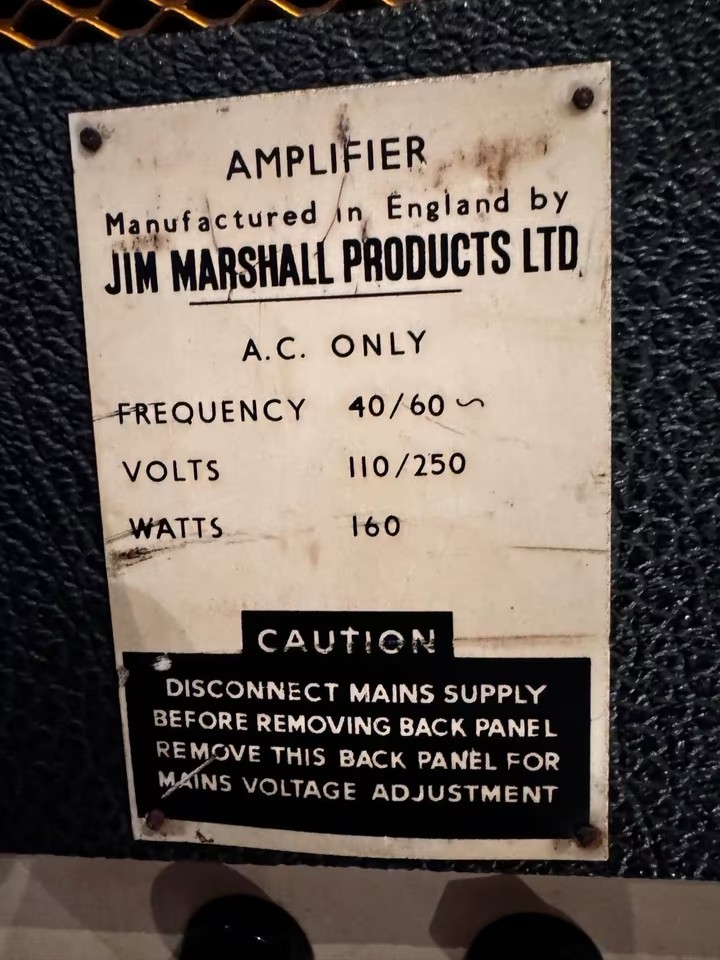 AMPLIFIER
Manufactured in England by
JIM MARSHALL PRODUCTS LTD.
A.C. ONLY
FREQUENCY 40/60 ~
VOLTS 110/250
WATTS 160
CAUTION
DISCONNECT MAINS SUPPLY
BEFORE REMOVING BACK PANEL
REMOVE THIS BACK PANEL FOR
MAINS VOLTAGE ADJUSTMENT